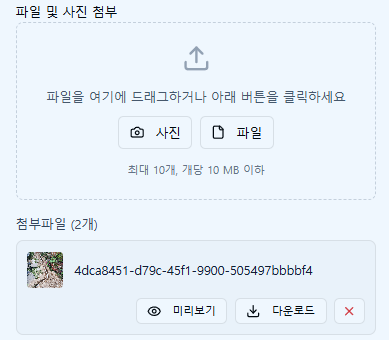 파일 및 사진 첨부
파일을 여기에 드래그하거나 아래 버튼을 클릭하세요
사진 파일
최대 10개, 개당 10 MB 이하
첨부파일 (2개)
4dca8451-d79c-45f1-9900-505497bbbbf4
미리보기 다운로드